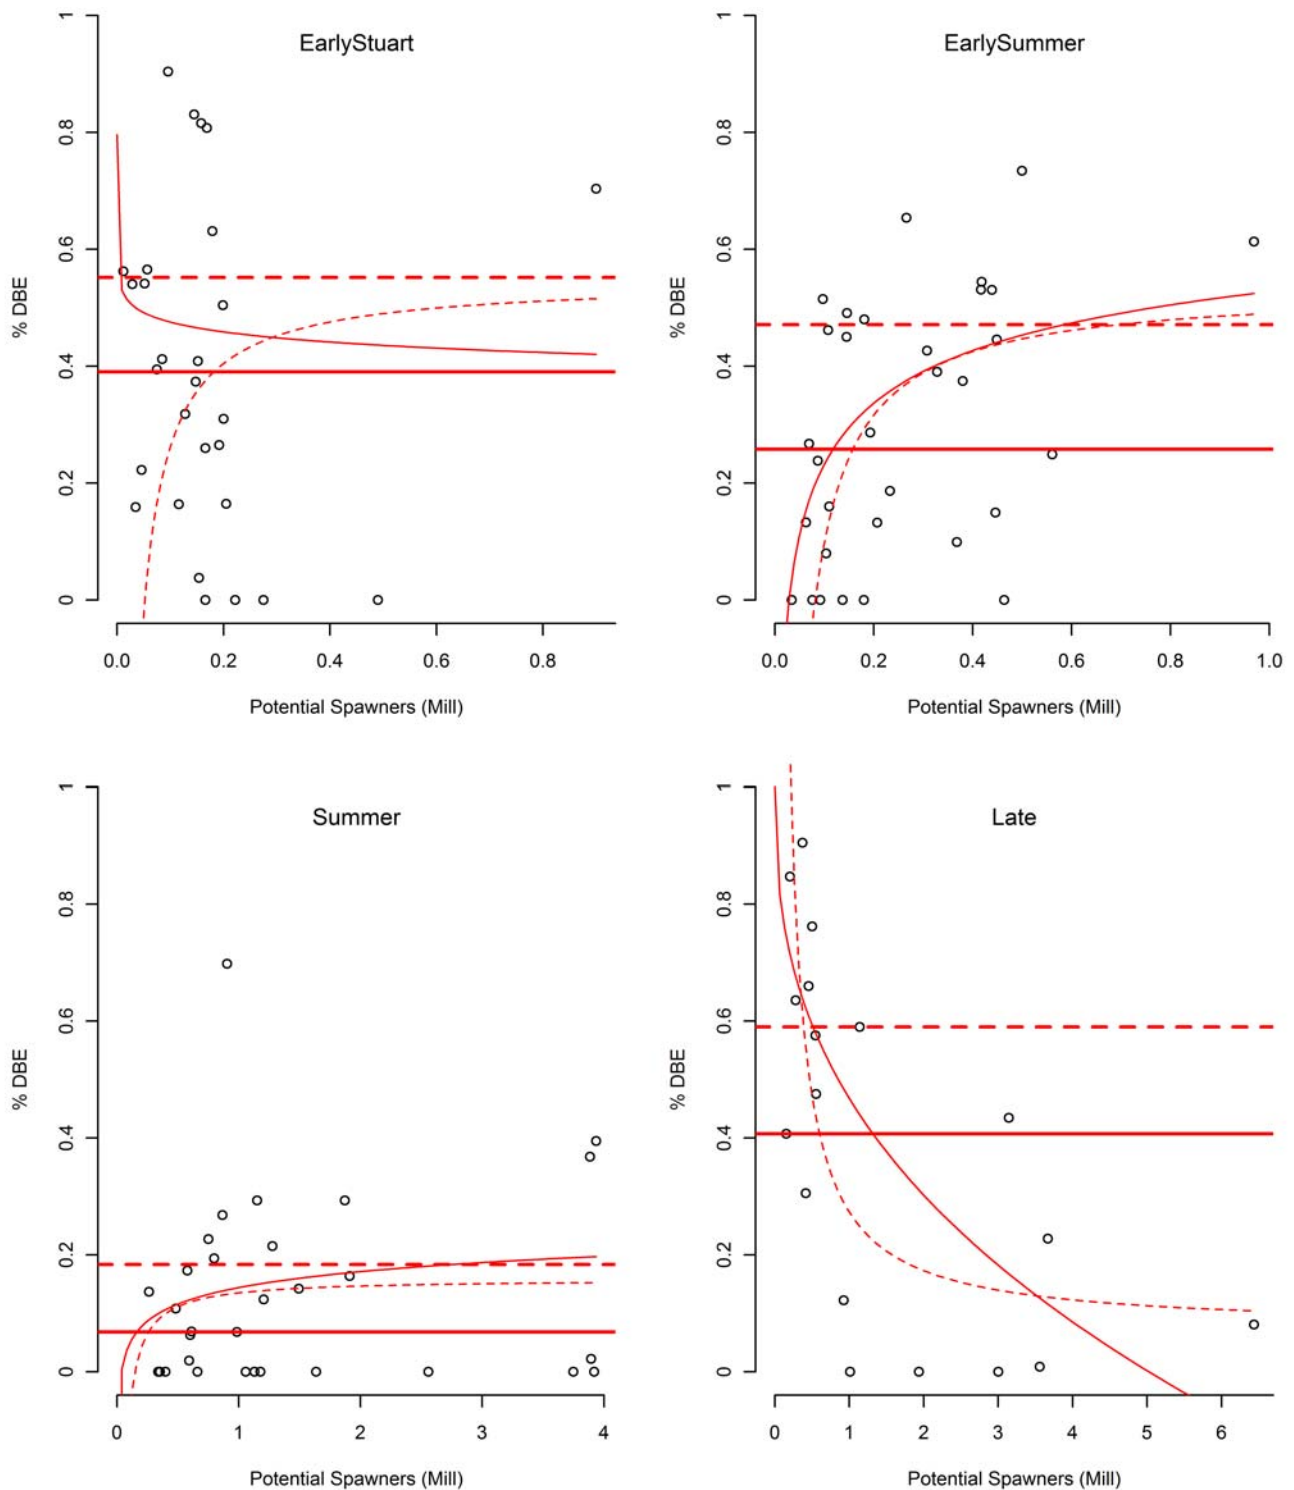 EarlyStuart
% DBE
1
0.8
0.6
0.4
0.2
0
0.0 0.2 0.4 0.6 0.8
Potential Spawners (Mill)
EarlySummer
% DBE
1
0.8
0.6
0.4
0.2
0
0.0 0.2 0.4 0.6 0.8 1.0
Potential Spawners (Mill)
Summer
% DBE
1
0.8
0.6
0.4
0.2
0
0 1 2 3 4
Potential Spawners (Mill)
Late
% DBE
1
0.8
0.6
0.4
0.2
0
0 1 2 3 4 5 6
Potential Spawners (Mill)